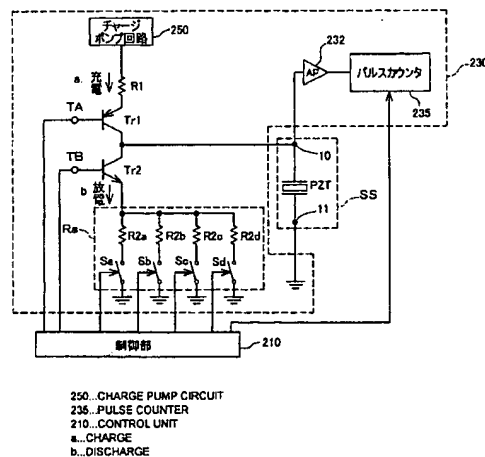 チャージ
ポンプ回路
250
a. 充電
R1
232
AP
パルスカウンタ
235
230
TA
Tr1
10
TB
Tr2
b 放電
PZT
SS
11
Ra
R2a
R2b
R2c
R2d
Sa
Sb
Sc
Sd
制御部
210
250...CHARGE PUMP CIRCUIT
235...PULSE COUNTER
210...CONTROL UNIT
a...CHARGE
b...DISCHARGE